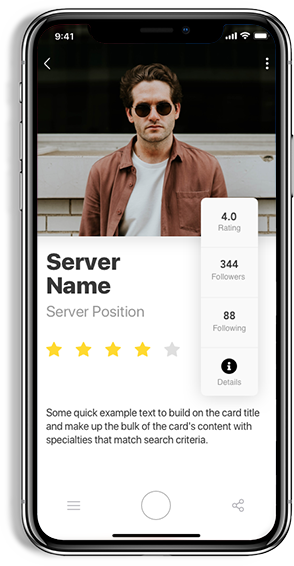 9:41
4.0
Rating
344
Followers
88
Following
Details
Server
Name
Server Position
Some quick example text to build on the card title
and make up the bulk of the card's content with
specialties that match search criteria.